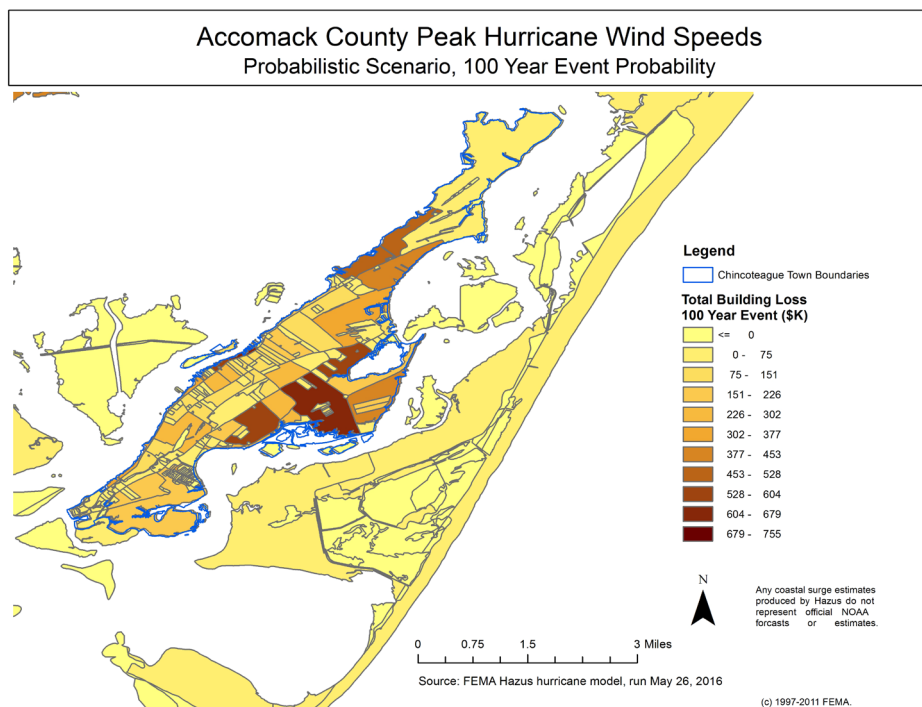 Accomack County Peak Hurricane Wind Speeds
Probabilistic Scenario, 100 Year Event Probability
Legend
Chincoteague Town Boundaries
Total Building Loss
100 Year Event ($K)
<= 0
0 - 75
75 - 151
151 - 226
226 - 302
302 - 377
377 - 453
453 - 528
528 - 604
604 - 679
679 - 755
N
Any coastal surge estimates
produced by Hazus do not
represent official NOAA
forcasts or estimates.
0 0.75 1.5 3 Miles
Source: FEMA Hazus hurricane model, run May 26, 2016
(c) 1997-2011 FEMA.